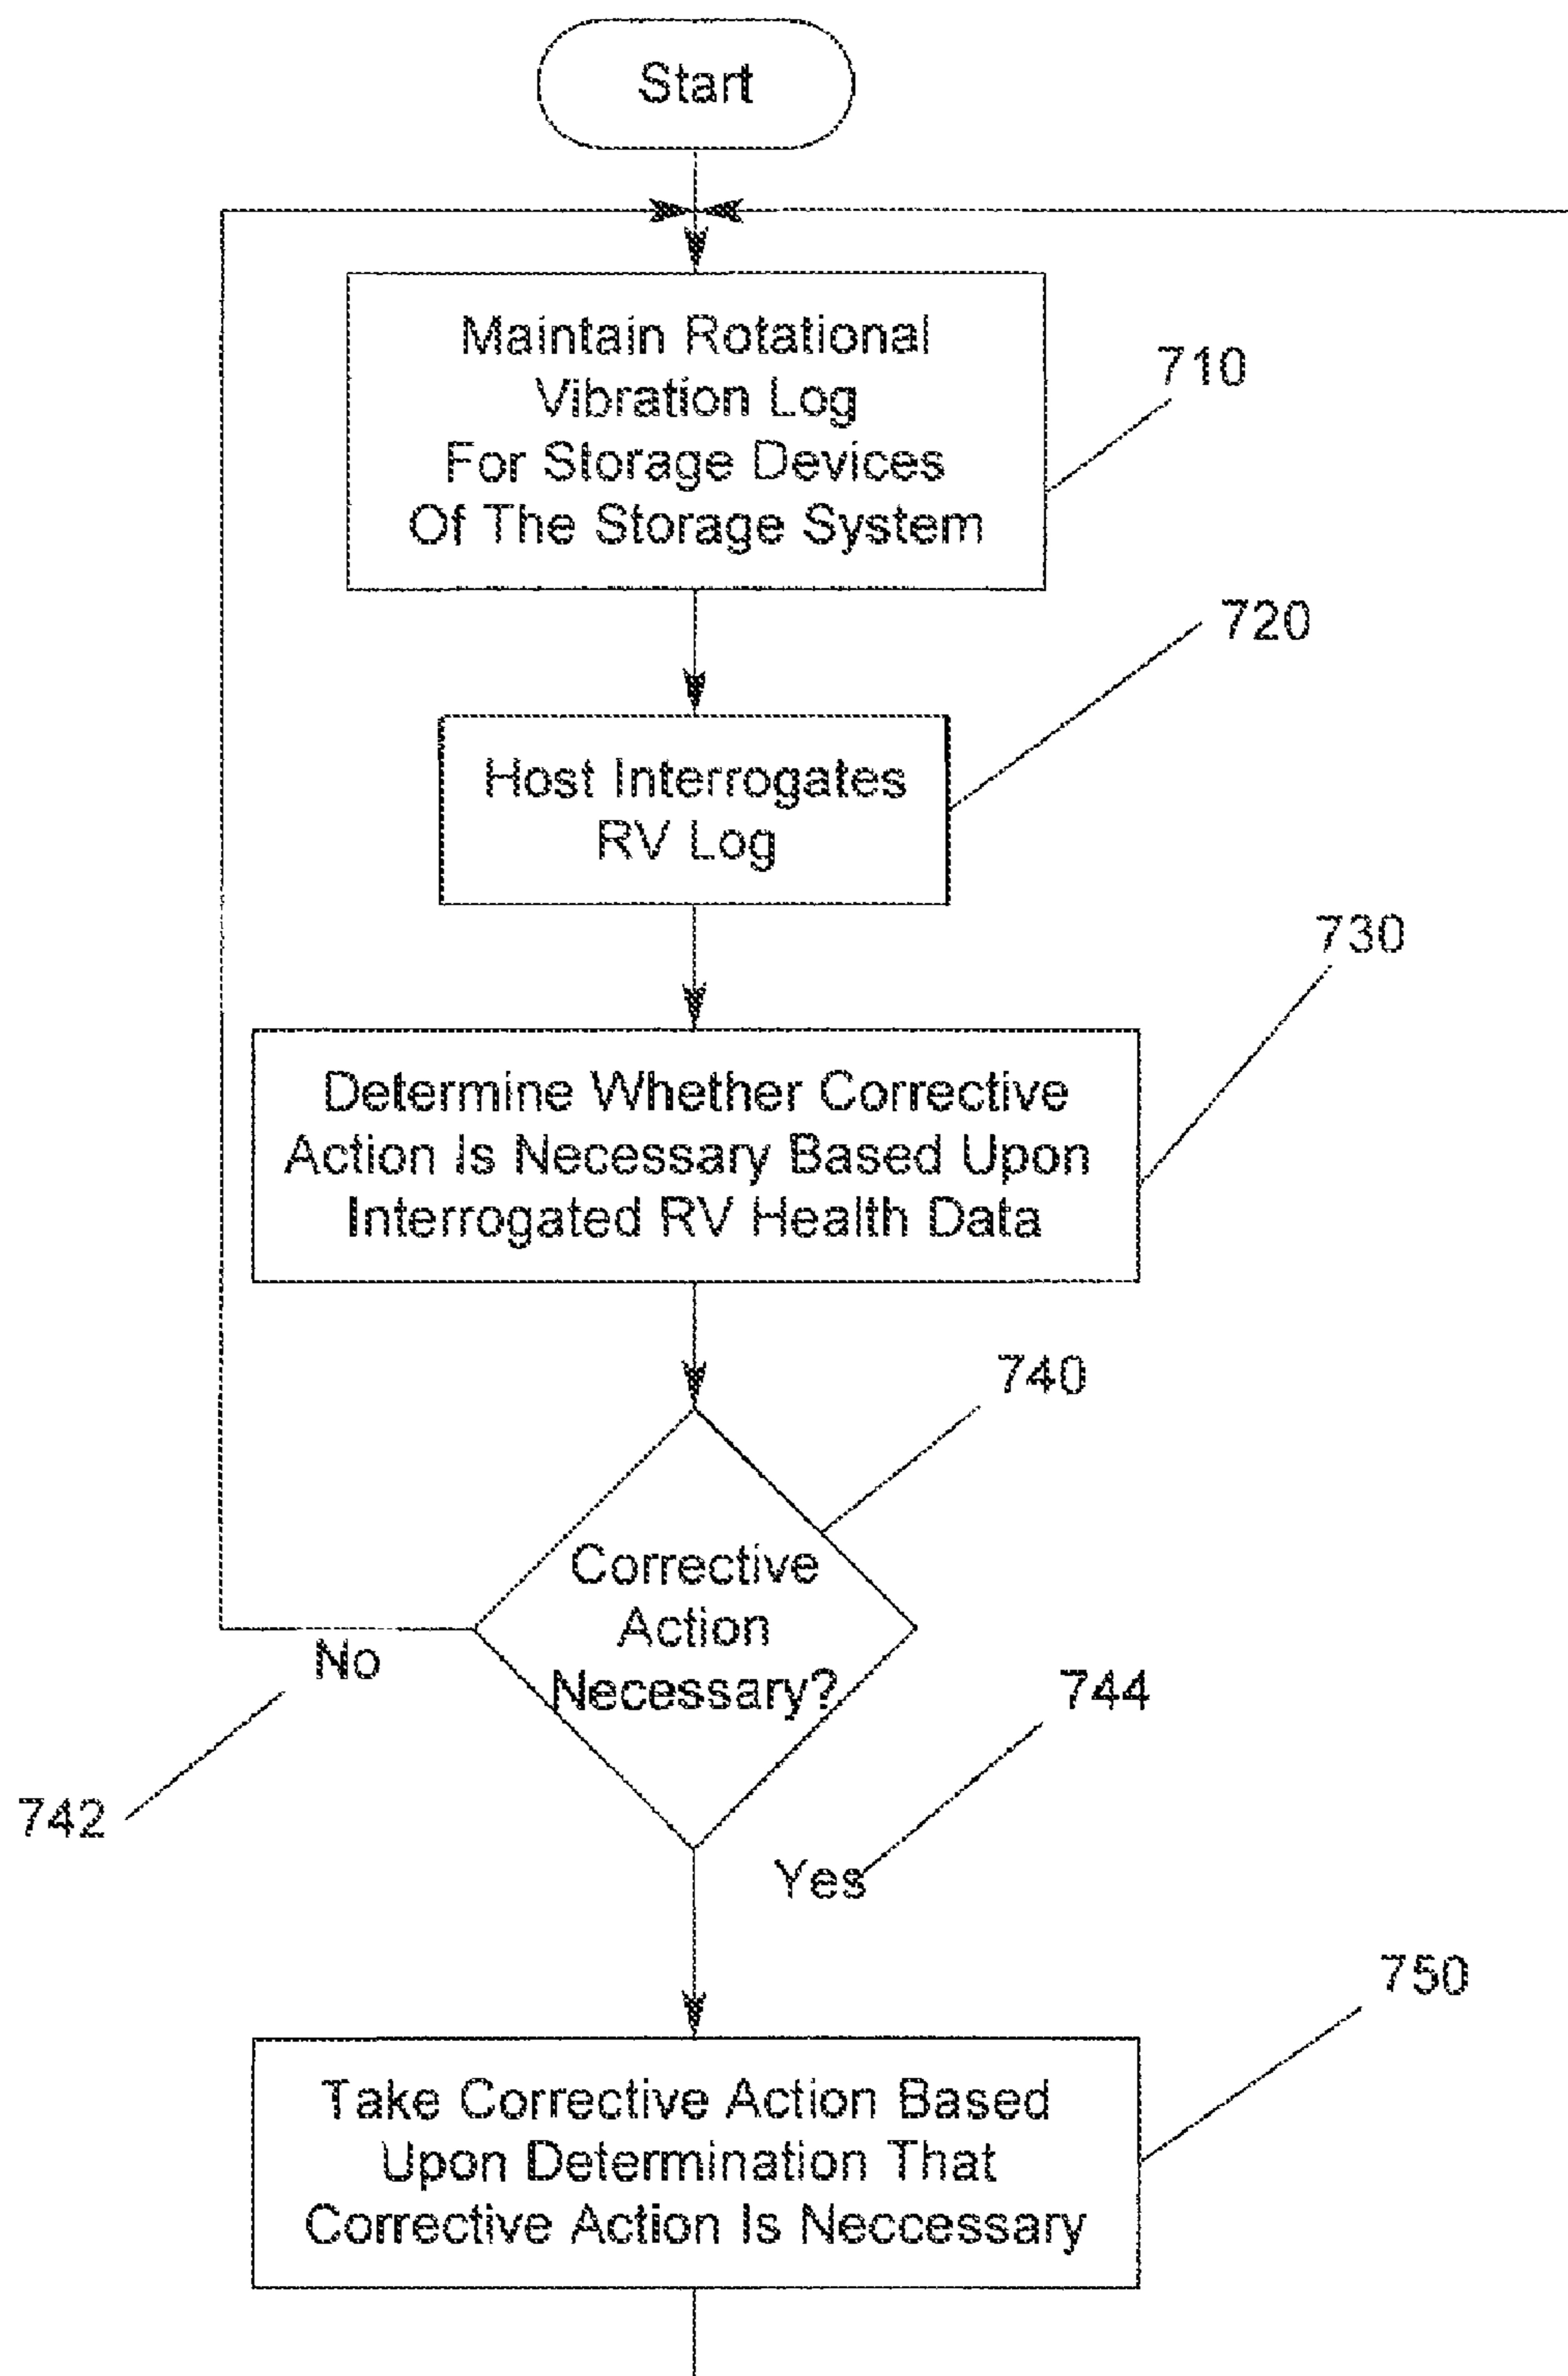 Start
Maintain Rotational
Vibration Log
For Storage Devices
Of The Storage System
710
Host Interrogates
RV Log
720
Determine Whether Corrective
Action Is Necessary Based Upon
Interrogated RV Health Data
730
Corrective
Action
Necessary?
740
No
742
Yes
744
Take Corrective Action Based
Upon Determination That
Corrective Action Is Neccessary
750